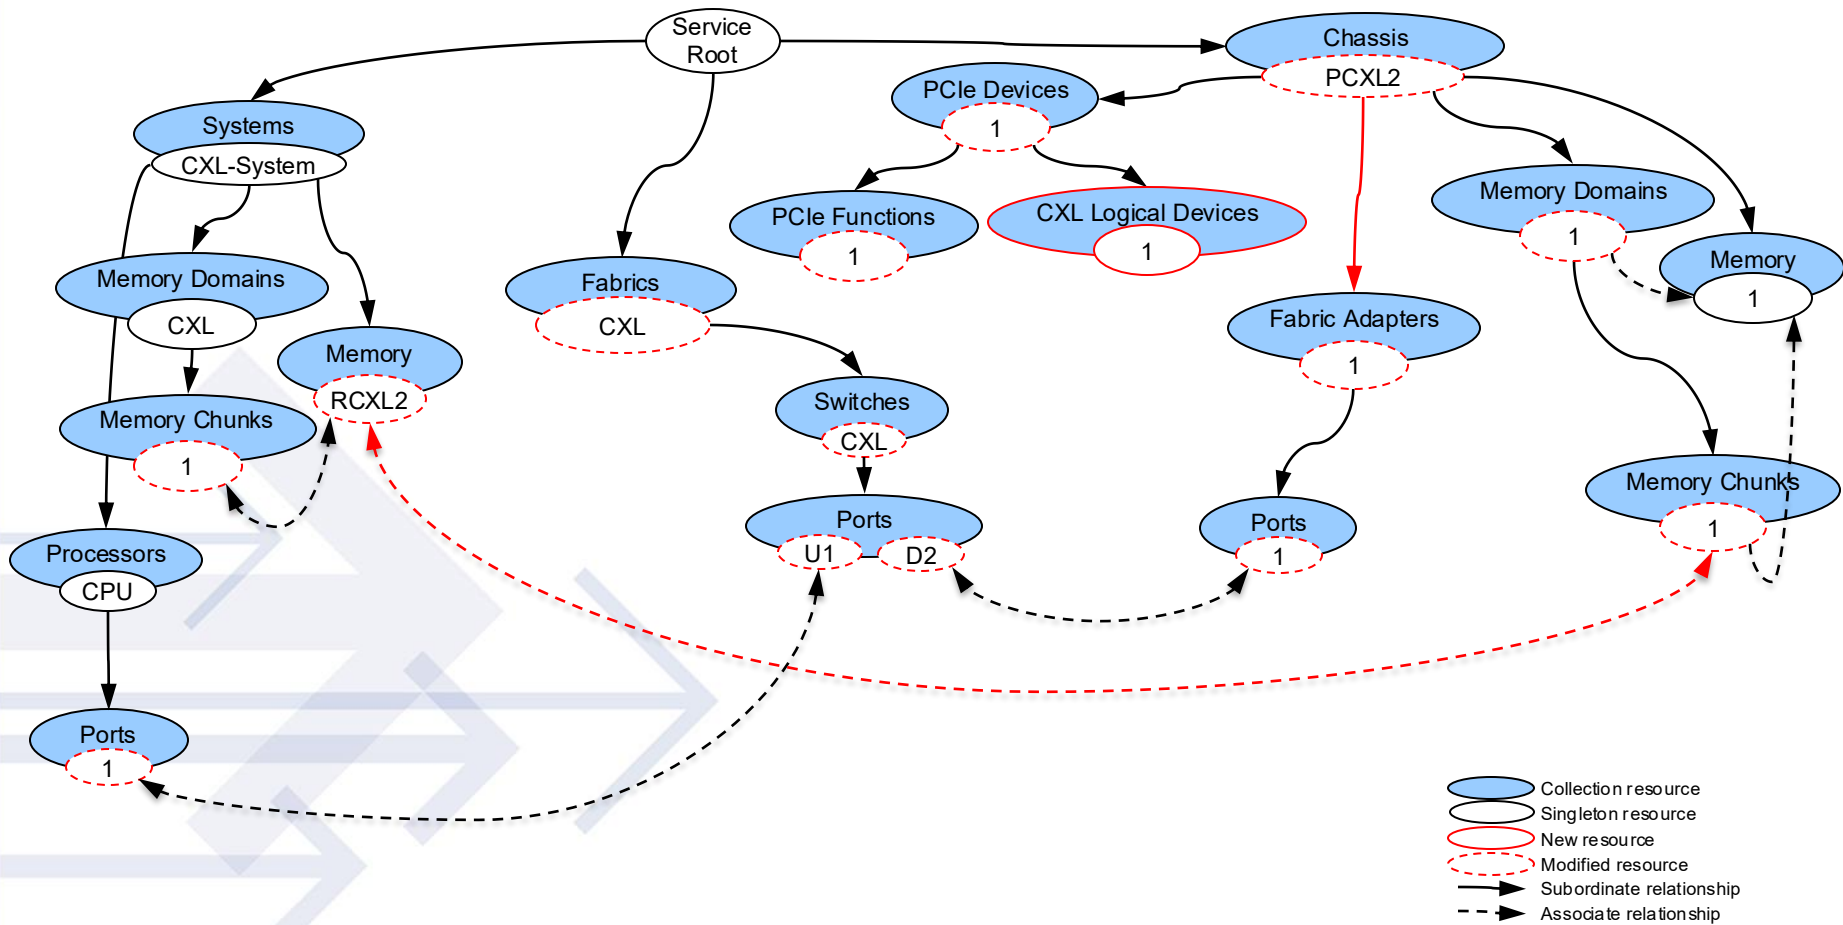 Service
Root
Chassis
PCXL2
PCIe Devices
1
Systems
CXL-System
PCIe Functions
1
CXL Logical Devices
1
Memory Domains
1
Memory
1
Memory Domains
CXL
Fabrics
CXL
Fabric Adapters
1
Memory
RCXL2
Switches
CXL
Memory Chunks
1
Memory Chunks
1
Ports
U1
D2
Ports
1
Processors
CPU
Ports
1
Collection resource
Singleton resource
New resource
Modified resource
Subordinate relationship
Associate relationship